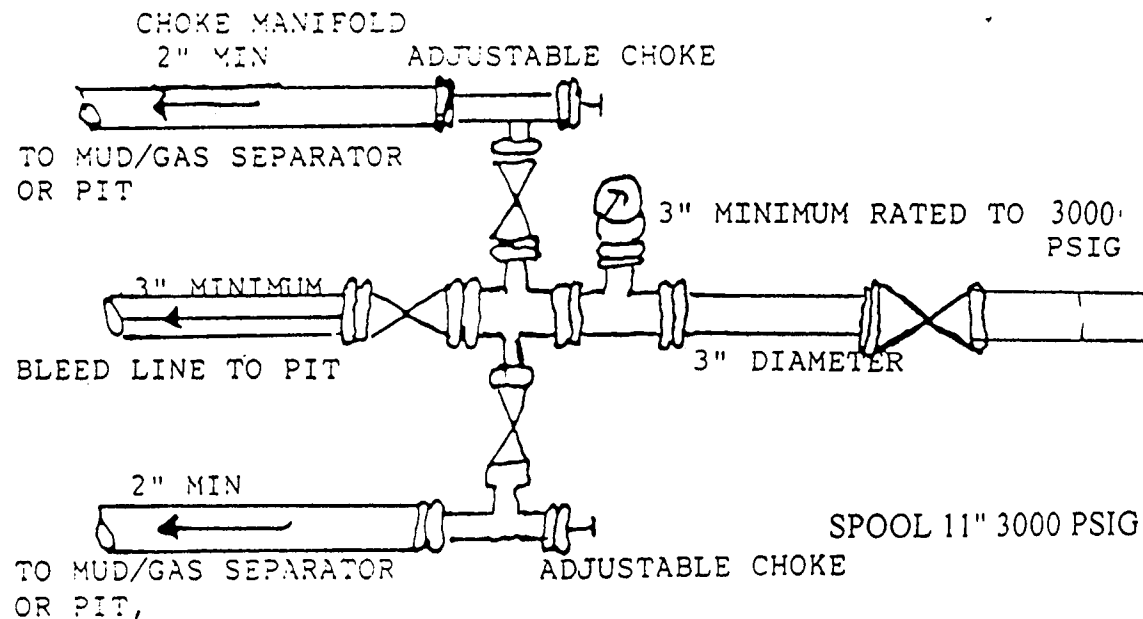 CHOKE MANIFOLD
2" MIN
ADJUSTABLE CHOKE
TO MUD/GAS SEPARATOR
OR PIT
3" MINIMUM RATED TO 3000
PSIG
3" MINIMUM
BLEED LINE TO PIT
3" DIAMETER
2" MIN
SPOOL 11" 3000 PSIG
TO MUD/GAS SEPARATOR
OR PIT,
ADJUSTABLE CHOKE